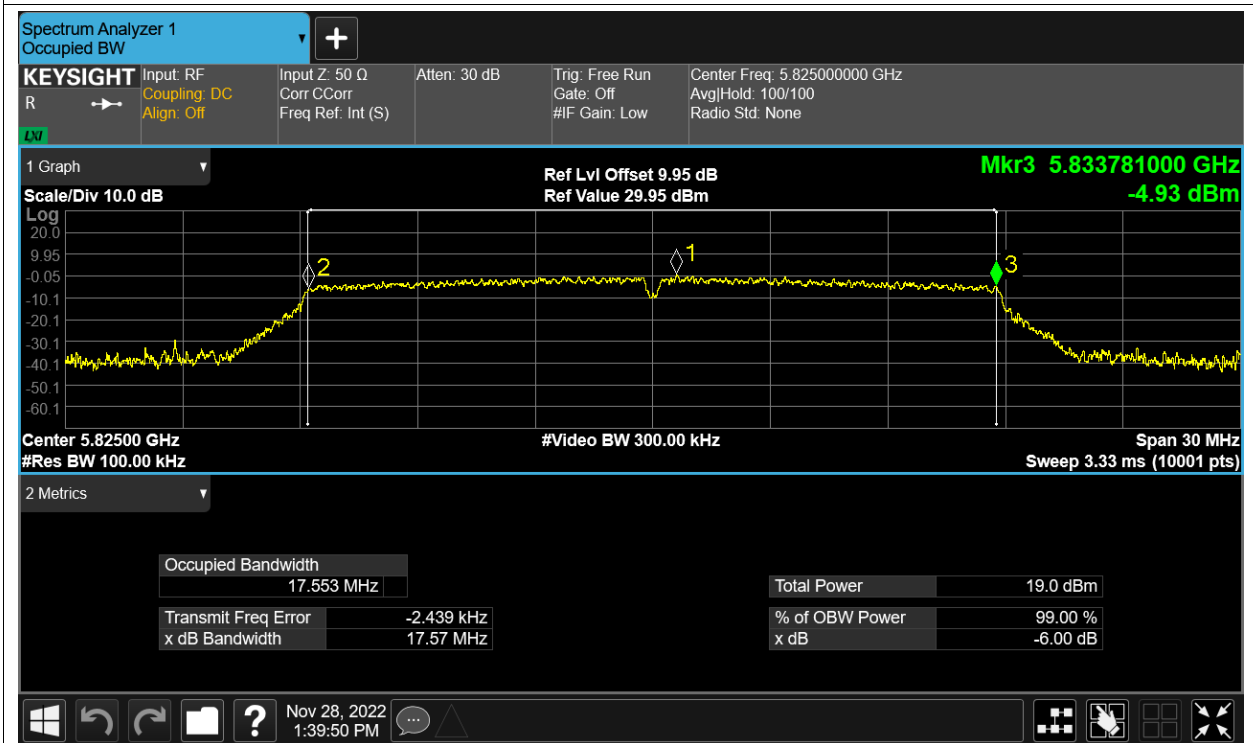 Spectrum Analyzer 1
Occupied BW
KEYSIGHT
R
LXI
Input: RF
Coupling: DC
Align: Off
Input Z: 50 Ω
Corr CCorr
Freq Ref: Int (S)
Atten: 30 dB
Trig: Free Run
Gate: Off
#IF Gain: Low
Center Freq: 5.825000000 GHz
Avg|Hold: 100/100
Radio Std: None
1 Graph
Scale/Div 10.0 dB
Ref Lvl Offset 9.95 dB
Ref Value 29.95 dBm
Mkr3 5.833781000 GHz
-4.93 dBm
Log
20.0
9.95
-0.05
-10.1
-20.1
-30.1
-40.1
-50.1
-60.1
2
1
3
Center 5.82500 GHz
#Res BW 100.00 kHz
#Video BW 300.00 kHz
Span 30 MHz
Sweep 3.33 ms (10001 pts)
2 Metrics
Occupied Bandwidth
17.553 MHz
Transmit Freq Error -2.439 kHz
x dB Bandwidth 17.57 MHz
Total Power 19.0 dBm
% of OBW Power 99.00 %
x dB -6.00 dB
?
Nov 28, 2022
1:39:50 PM